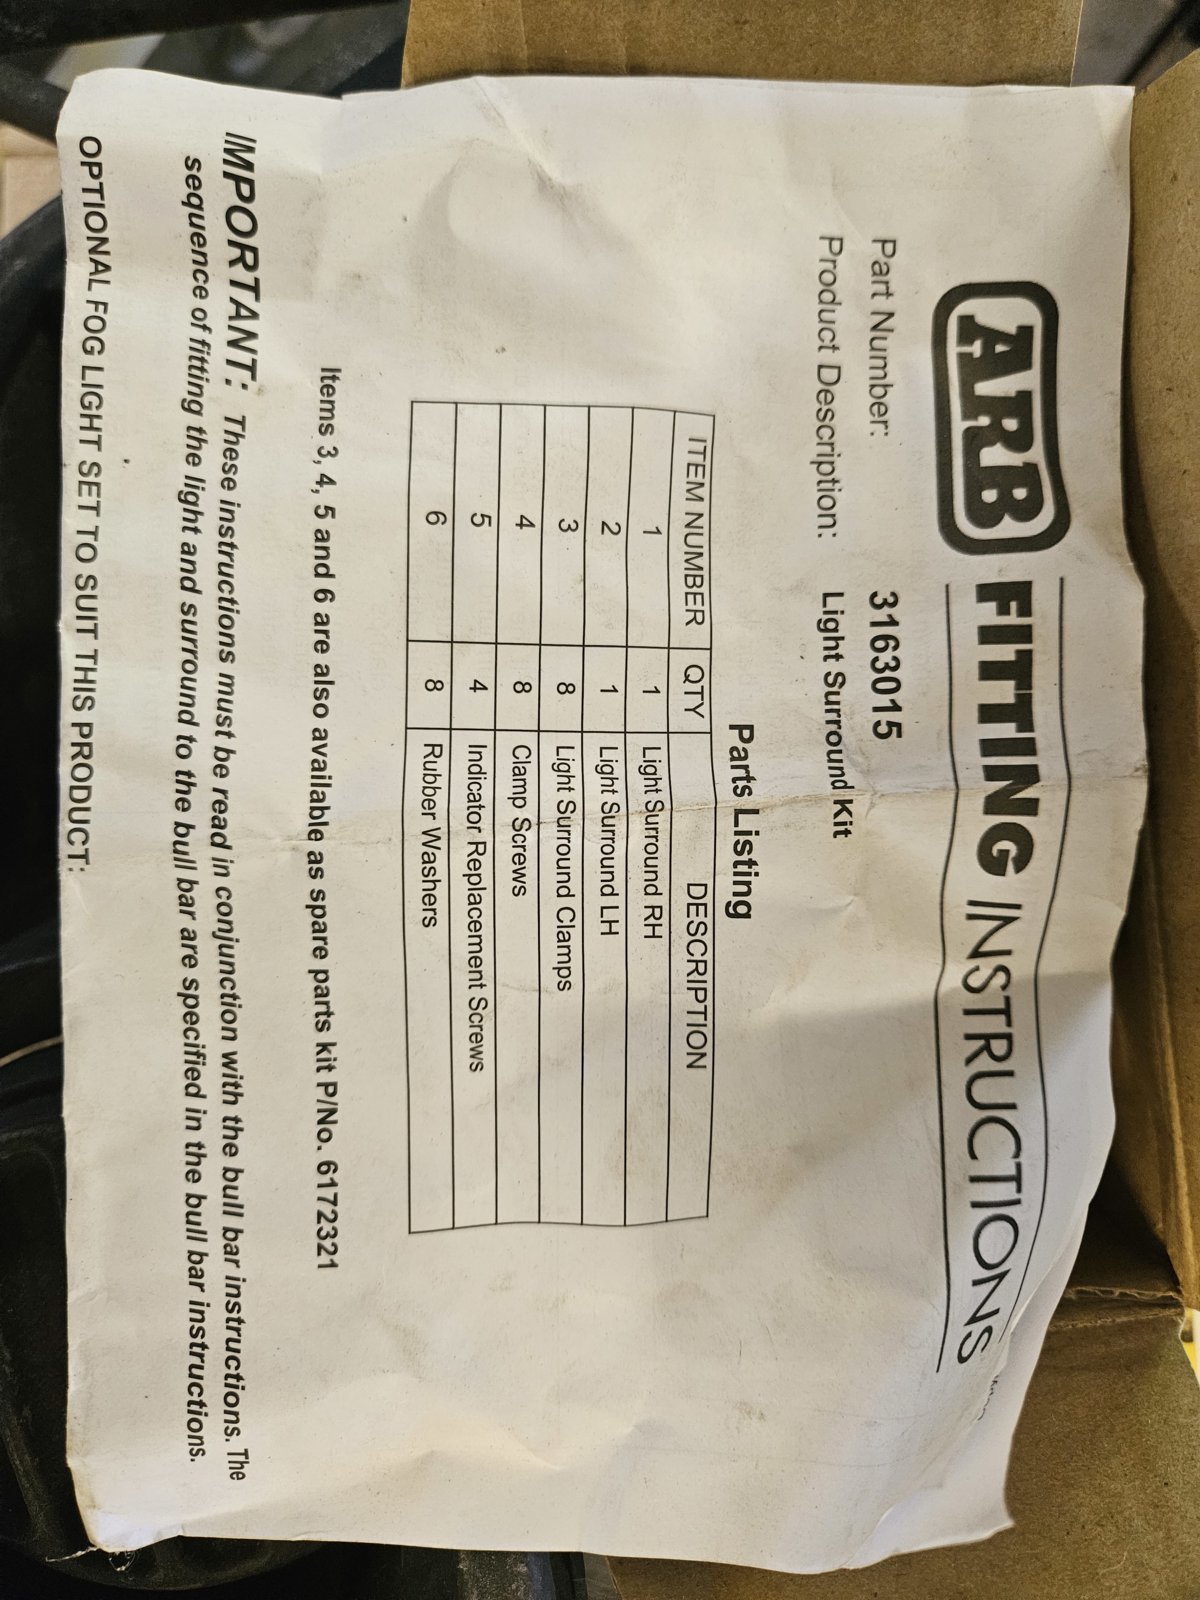 ARB FITTING INSTRUCTIONS
Part Number: 3163015
Product Description: Light Surround Kit
Parts Listing
ITEM NUMBER QTY DESCRIPTION
1 1 Light Surround RH
2 1 Light Surround LH
3 8 Light Surround Clamps
4 8 Clamp Screws
5 4 Indicator Replacement Screws
6 8 Rubber Washers
Items 3, 4, 5 and 6 are also available as spare parts kit P/No. 6172321
IMPORTANT: These instructions must be read in conjunction with the bull bar instructions. The
sequence of fitting the light and surround to the bull bar are specified in the bull bar instructions.
OPTIONAL FOG LIGHT SET TO SUIT THIS PRODUCT: